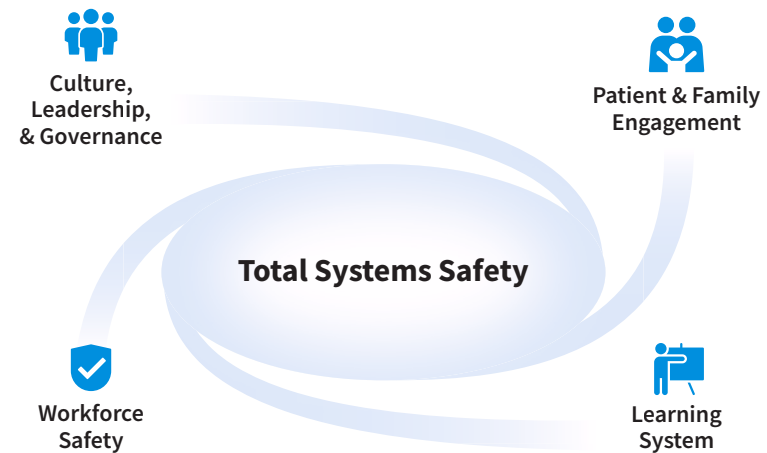 Culture,
Leadership,
& Governance
Patient & Family
Engagement
Total Systems Safety
Workforce
Safety
Learning
System